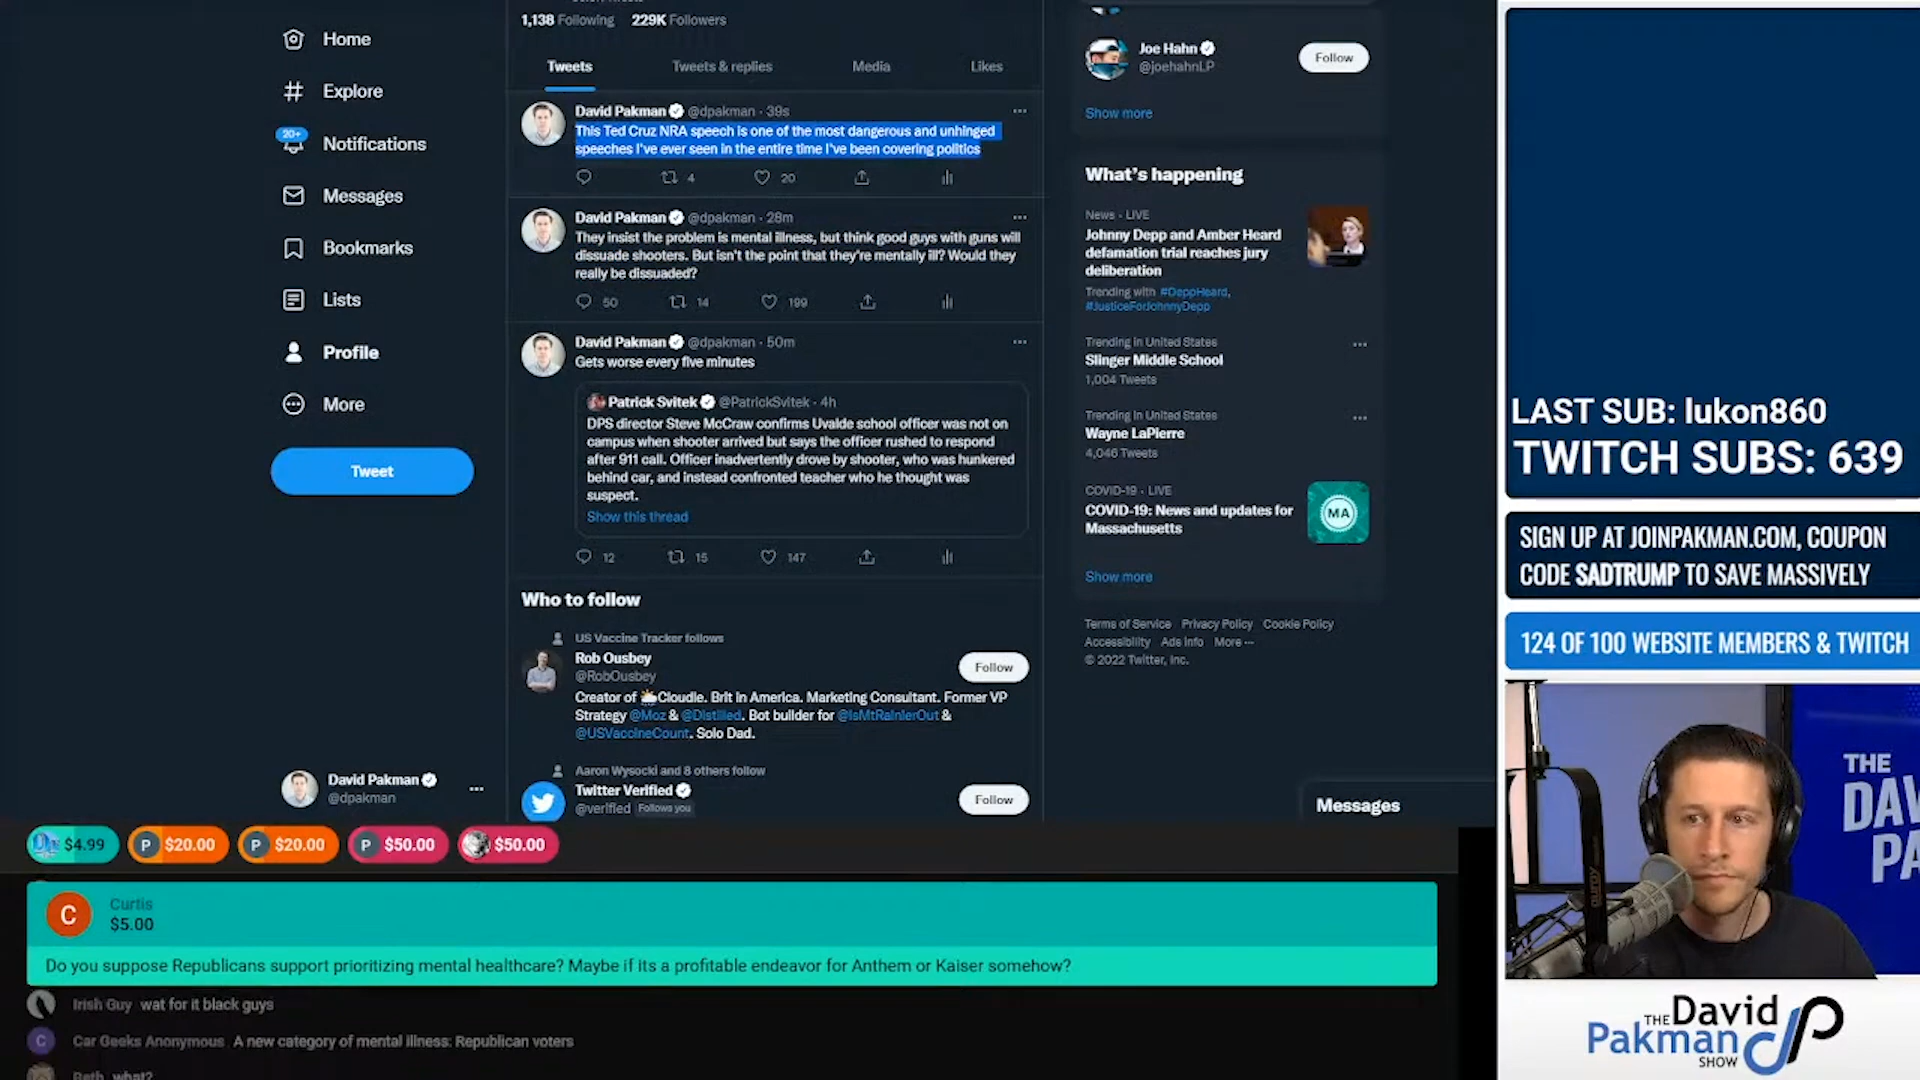 1,138 Following 229K Followers
Tweets Tweets & replies Media Likes
Home
Explore
20+
Notifications
Messages
Bookmarks
Lists
Profile
More
Tweet
David Pakman @dpakman · 39s
This Ted Cruz NRA speech is one of the most dangerous and unhinged
speeches I've ever seen in the entire time I've been covering politics
4 20
David Pakman @dpakman · 28m
They insist the problem is mental illness, but think good guys with guns will
dissuade shooters. But isn't the point that they're mentally ill? Would they
really be dissuaded?
50 14 199
David Pakman @dpakman · 50m
Gets worse every five minutes
Patrick Svitek @PatrickSvitek · 4h
DPS director Steve McCraw confirms Uvalde school officer was not on
campus when shooter arrived but says the officer rushed to respond
after 911 call. Officer inadvertently drove by shooter, who was hunkered
behind car, and instead confronted teacher who he thought was
suspect.
Show this thread
12 15 147
Who to follow
US Vaccine Tracker follows
Rob Ousbey
@RobOusbey
Follow
Creator of Cloudle. Brit in America. Marketing Consultant. Former VP
Strategy @Moz & @Distilled. Bot builder for @IsMtRainierOut &
@USVaccineCount. Solo Dad.
Aaron Wysocki and 8 others follow
Twitter Verified
@verified Follows you
Follow
David Pakman
@dpakman
Joe Hahn
@joehahnLP
Follow
Show more
What's happening
News · LIVE
Johnny Depp and Amber Heard
defamation trial reaches jury
deliberation
Trending with #DeppHeard,
#JusticeForJohnnyDepp
Trending in United States
Slinger Middle School
1,004 Tweets
Trending in United States
Wayne LaPierre
4,046 Tweets
COVID-19 · LIVE
COVID-19: News and updates for
Massachusetts
MA
Show more
Terms of Service Privacy Policy Cookie Policy
Accessibility Ads info More ···
© 2022 Twitter, Inc.
Messages
LAST SUB: lukon860
TWITCH SUBS: 639
SIGN UP AT JOINPAKMAN.COM, COUPON
CODE SADTRUMP TO SAVE MASSIVELY
124 OF 100 WEBSITE MEMBERS & TWITCH
THE
DAV
PA
THE David
Pakman
SHOW
$4.99 P $20.00 P $20.00 P $50.00 $50.00
C
Curtis
$5.00
Do you suppose Republicans support prioritizing mental healthcare? Maybe if its a profitable endeavor for Anthem or Kaiser somehow?
Irish Guy wat for it black guys
C Car Geeks Anonymous A new category of mental illness: Republican voters
Beth what?